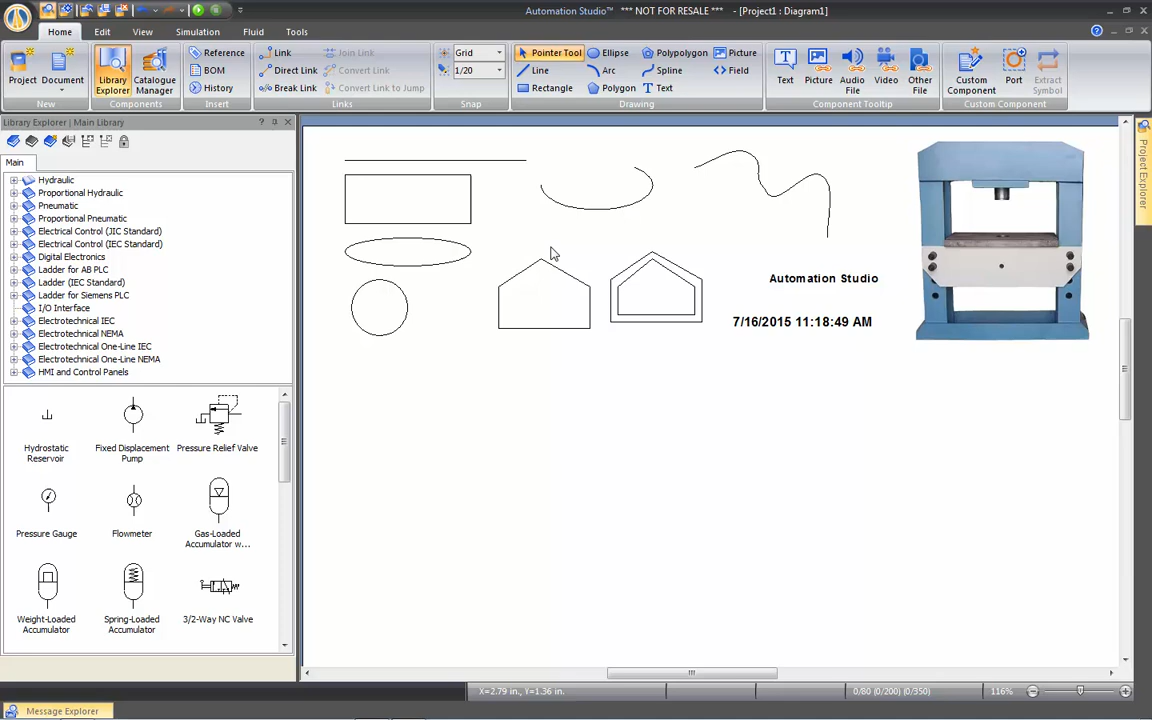 Automation Studio™ *** NOT FOR RESALE *** - [Project1 : Diagram1]
Home Edit View Simulation Fluid Tools
Project Document
New
Library Explorer Catalogue Manager
Components
Reference
BOM
History
Insert
Link Join Link
Direct Link Convert Link
Break Link Convert Link to Jump
Links
Grid
1/20
Snap
Pointer Tool Ellipse Polypolygon Picture
Line Arc Spline Field
Rectangle Polygon Text
Drawing
Text Picture Audio File Video Other File
Component Tooltip
Custom Component Port Extract Symbol
Custom Component
Library Explorer | Main Library
Main
Hydraulic
Proportional Hydraulic
Pneumatic
Proportional Pneumatic
Electrical Control (JIC Standard)
Electrical Control (IEC Standard)
Digital Electronics
Ladder for AB PLC
Ladder (IEC Standard)
Ladder for Siemens PLC
I/O Interface
Electrotechnical IEC
Electrotechnical NEMA
Electrotechnical One-Line IEC
Electrotechnical One-Line NEMA
HMI and Control Panels
Hydrostatic Reservoir
Fixed Displacement Pump
Pressure Relief Valve
Pressure Gauge
Flowmeter
Gas-Loaded Accumulator w...
Weight-Loaded Accumulator
Spring-Loaded Accumulator
3/2-Way NC Valve
Automation Studio
7/16/2015 11:18:49 AM
Project Explorer
X=2.79 in., Y=1.36 in.
0/80 (0/200) (0/350)
116%
Message Explorer